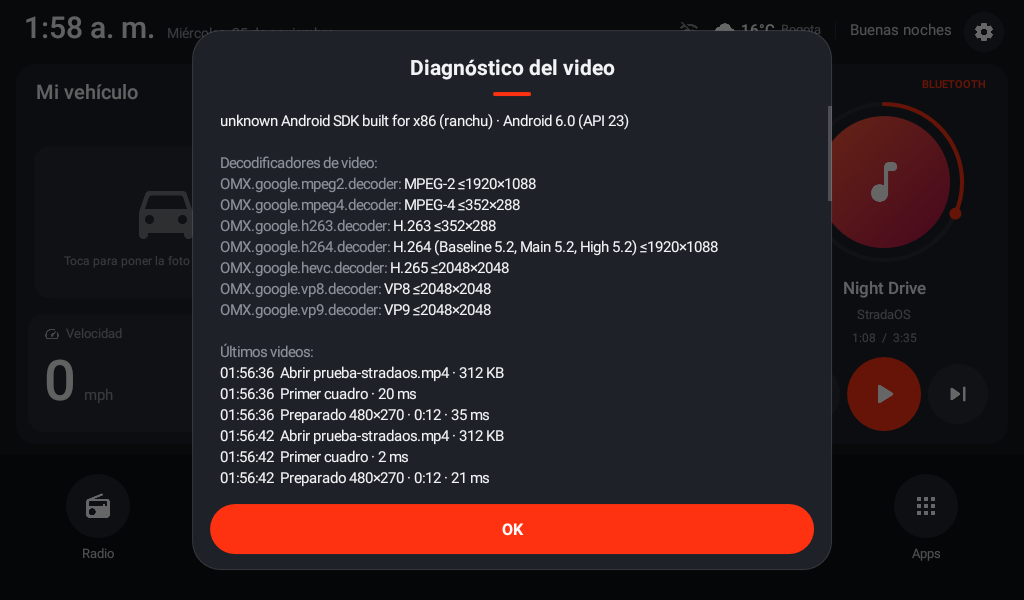 1:58 a. m.
16°C Bogota
Buenas noches
Diagnóstico del video
Mi vehículo
BLUETOOTH
unknown Android SDK built for x86 (ranchu) · Android 6.0 (API 23)
Decodificadores de video:
OMX.google.mpeg2.decoder: MPEG-2 ≤1920×1088
OMX.google.mpeg4.decoder: MPEG-4 ≤352×288
OMX.google.h263.decoder: H.263 ≤352×288
OMX.google.h264.decoder: H.264 (Baseline 5.2, Main 5.2, High 5.2) ≤1920×1088
OMX.google.hevc.decoder: H.265 ≤2048×2048
OMX.google.vp8.decoder: VP8 ≤2048×2048
OMX.google.vp9.decoder: VP9 ≤2048×2048
Toca para poner la foto
Night Drive
StradaOS
1:08 / 3:35
Velocidad
0 mph
Últimos videos:
01:56:36 Abrir prueba-stradaos.mp4 · 312 KB
01:56:36 Primer cuadro · 20 ms
01:56:36 Preparado 480×270 · 0:12 · 35 ms
01:56:42 Abrir prueba-stradaos.mp4 · 312 KB
01:56:42 Primer cuadro · 2 ms
01:56:42 Preparado 480×270 · 0:12 · 21 ms
OK
Radio
Apps